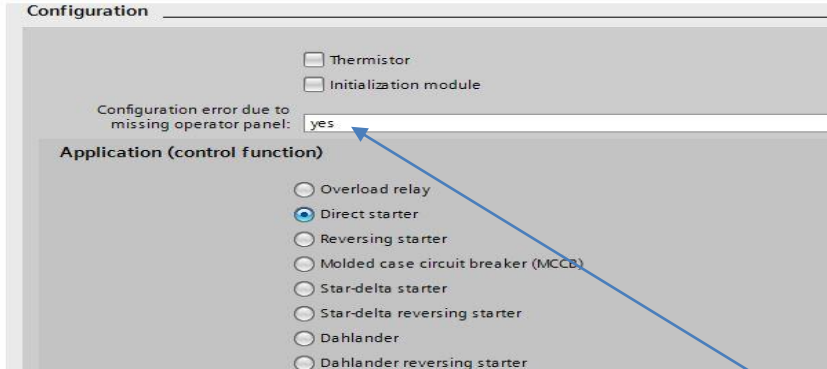 Configuration
Thermistor
Initialization module
Configuration error due to
missing operator panel: yes
Application (control function)
Overload relay
Direct starter
Reversing starter
Molded case circuit breaker (MCCB)
Star-delta starter
Star-delta reversing starter
Dahlander
Dahlander reversing starter